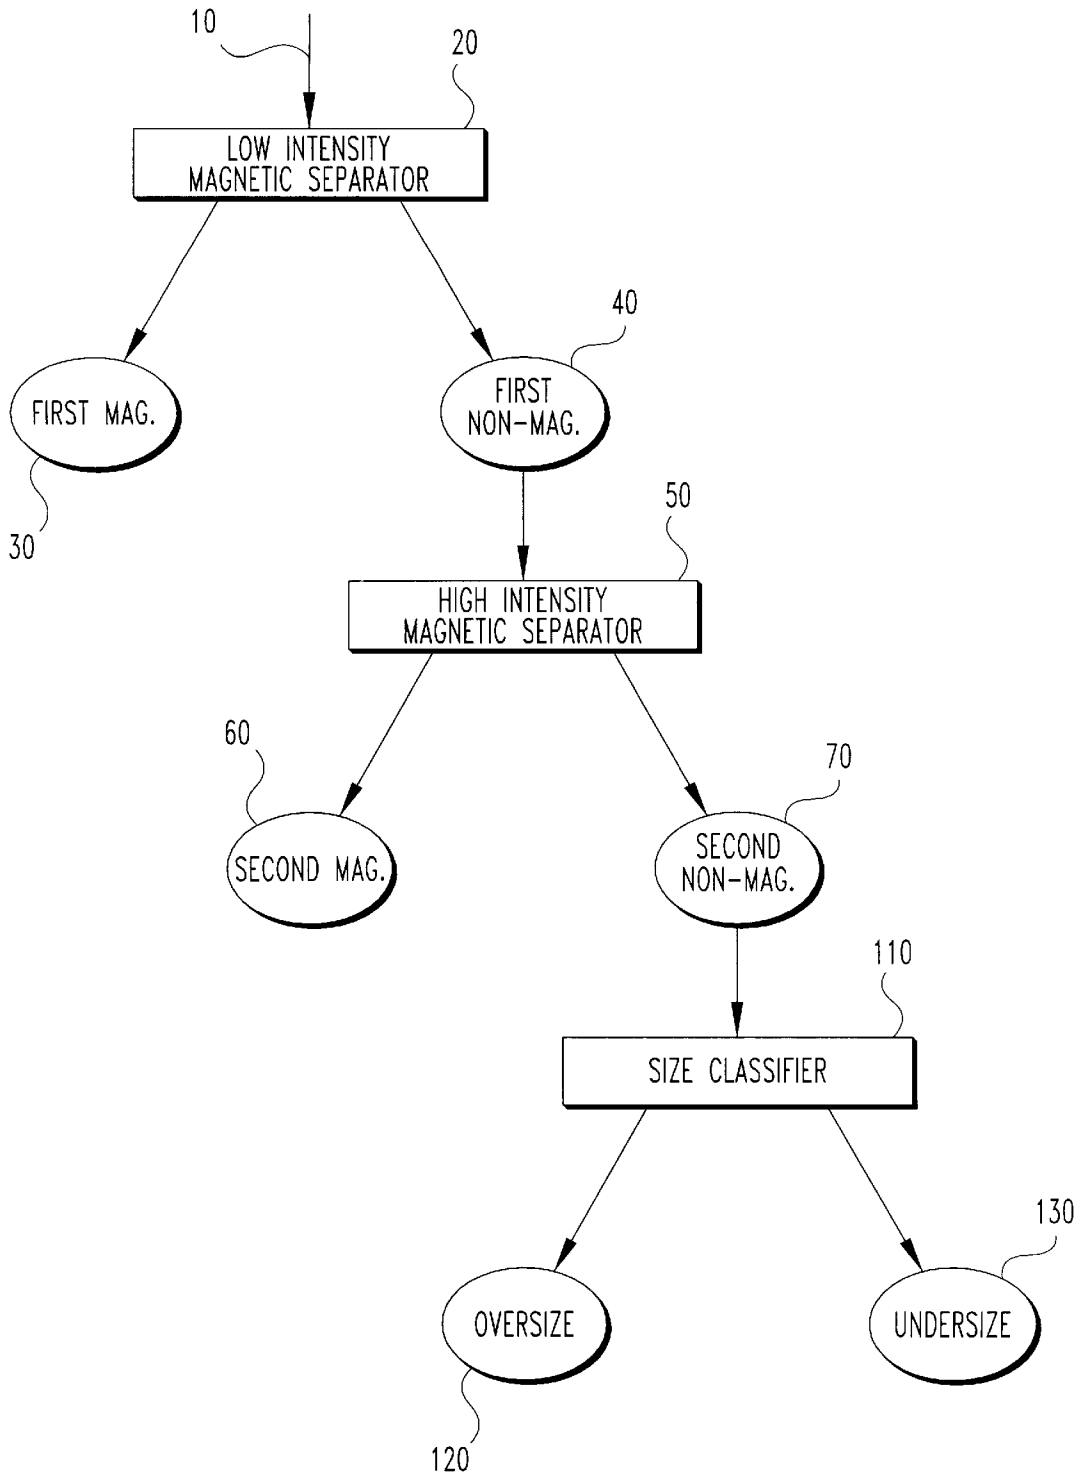 10
20
LOW INTENSITY
MAGNETIC SEPARATOR
40
FIRST MAG.
FIRST
NON-MAG.
30
50
HIGH INTENSITY
MAGNETIC SEPARATOR
60
70
SECOND MAG.
SECOND
NON-MAG.
110
SIZE CLASSIFIER
130
OVERSIZE
UNDERSIZE
120